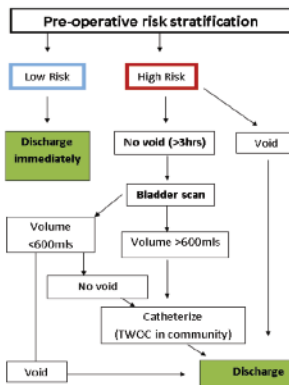 Pre-operative risk stratification
Low Risk
High Risk
Discharge
immediately
No void (>3hrs)
Void
Bladder scan
Volume
<600mls
Volume >600mls
No void
Catheterize
(TWOC in community)
Void
Discharge